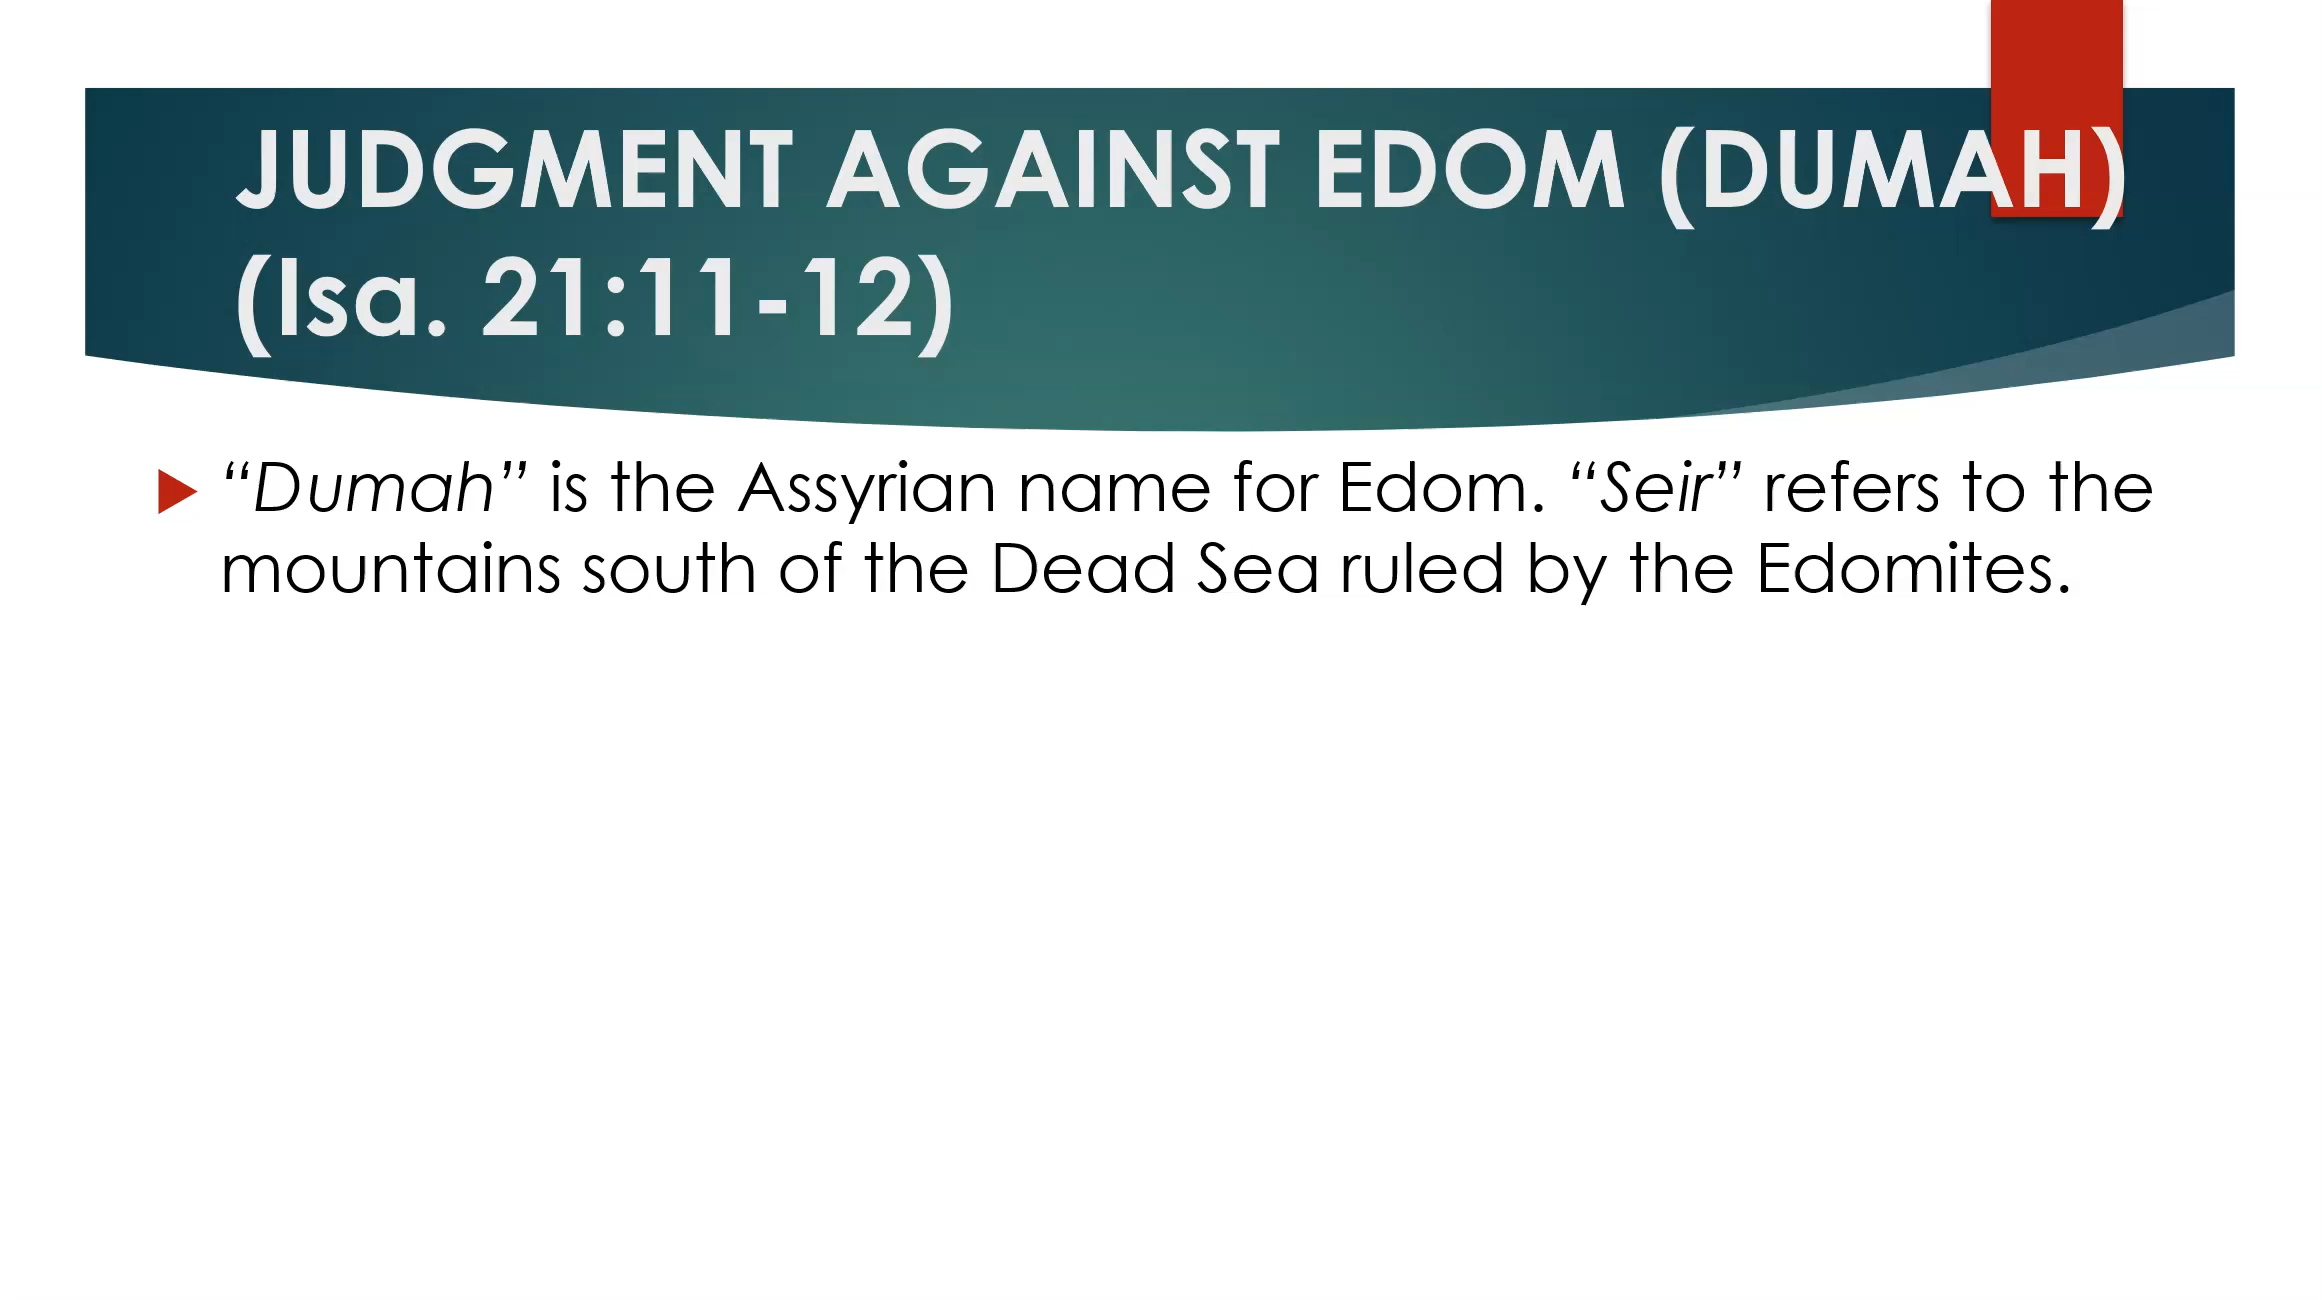 JUDGMENT AGAINST EDOM (DUMAH)
(Isa. 21:11-12)
“Dumah” is the Assyrian name for Edom. “Seir” refers to the
mountains south of the Dead Sea ruled by the Edomites.